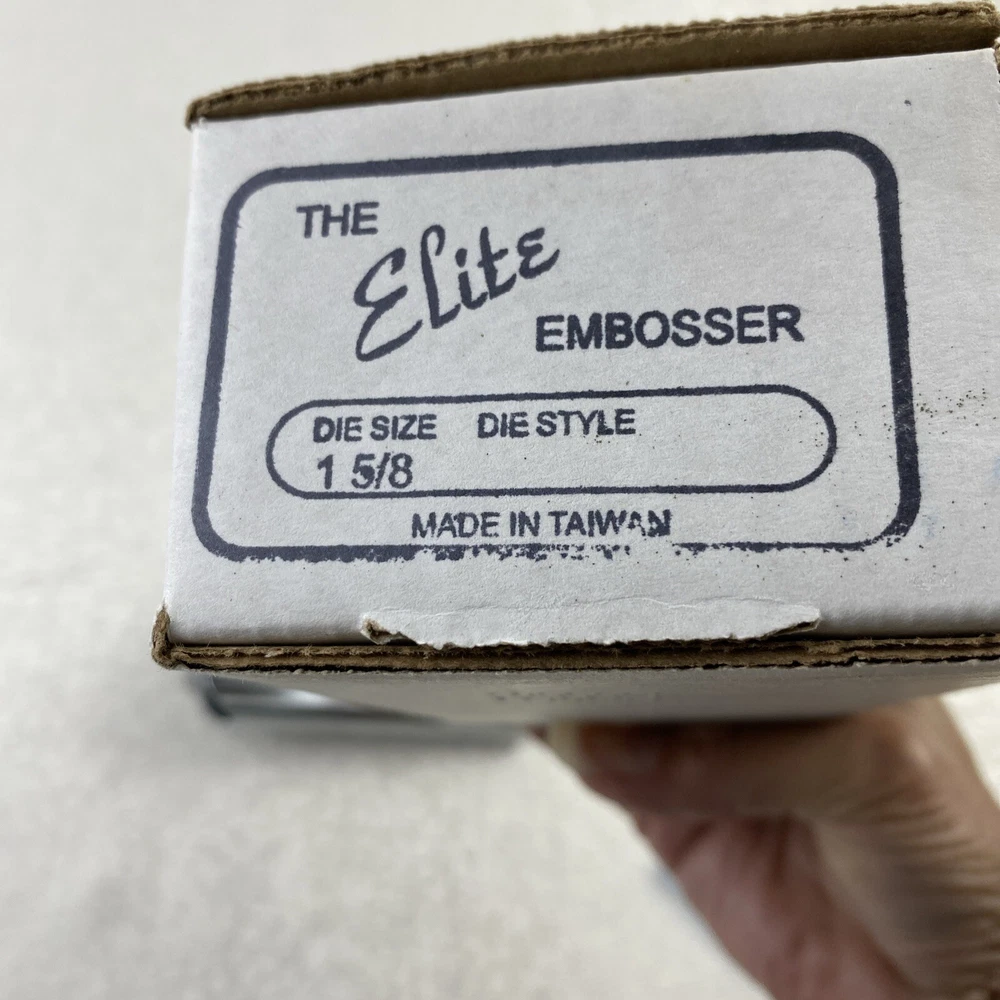 THE
Elite
EMBOSSER
DIE SIZE DIE STYLE
1 5/8
MADE IN TAIWAN